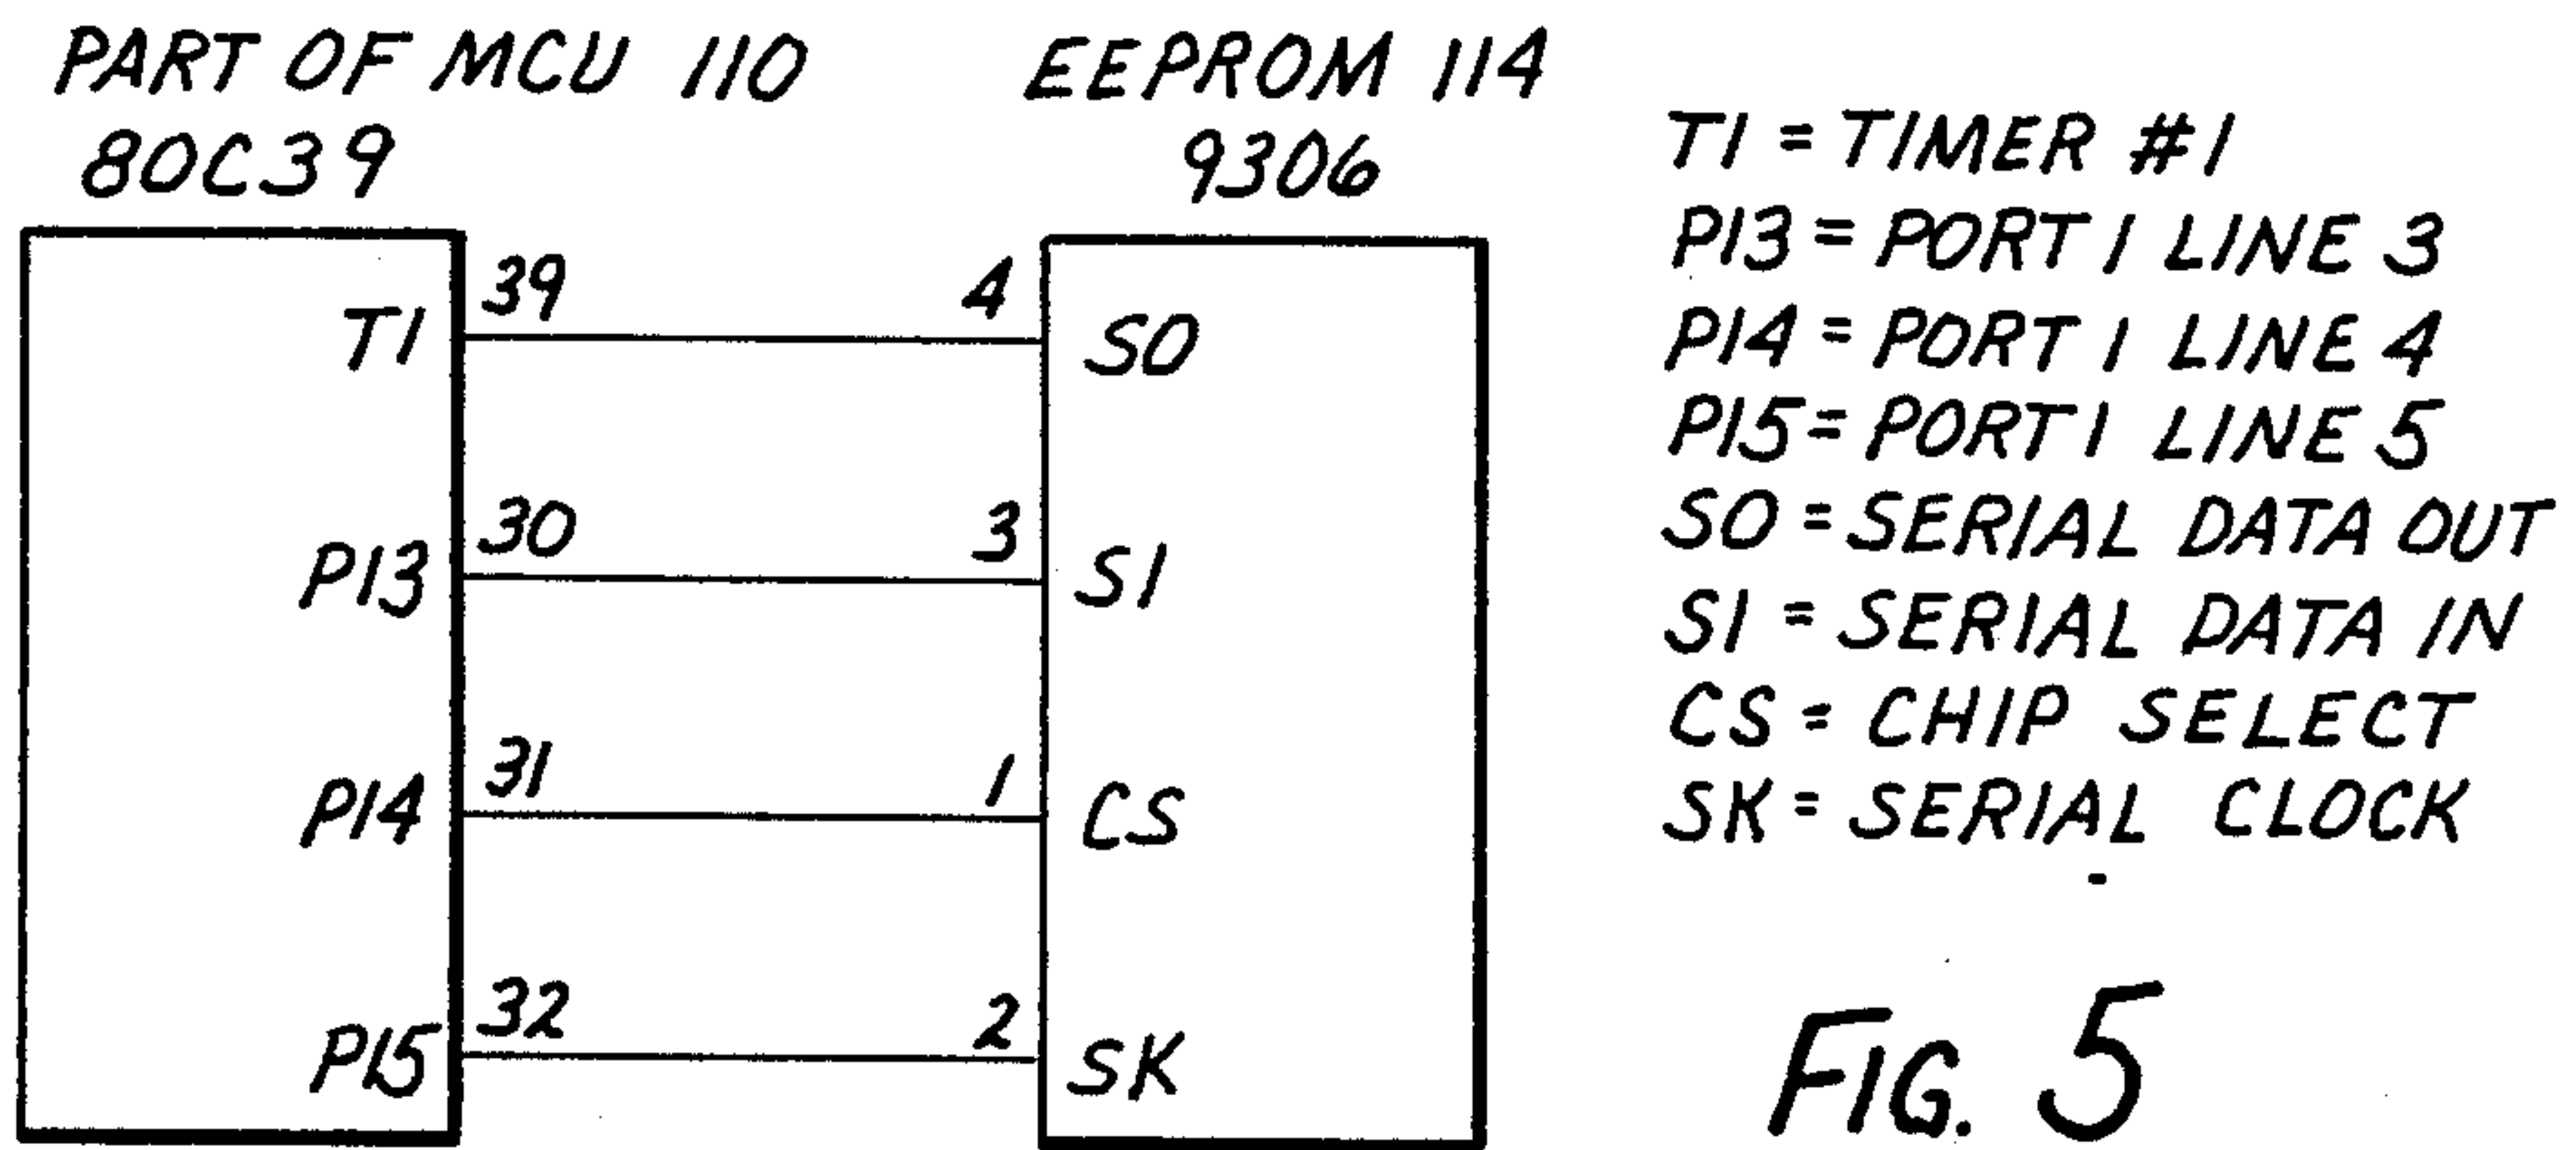 PART OF MCU 110
80C39
EEPROM 114
9306
T1 39 4 SO
P13 30 3 SI
P14 31 1 CS
P15 32 2 SK
T1 = TIMER #1
P13 = PORT 1 LINE 3
P14 = PORT 1 LINE 4
P15 = PORT 1 LINE 5
SO = SERIAL DATA OUT
SI = SERIAL DATA IN
CS = CHIP SELECT
SK = SERIAL CLOCK
FIG. 5